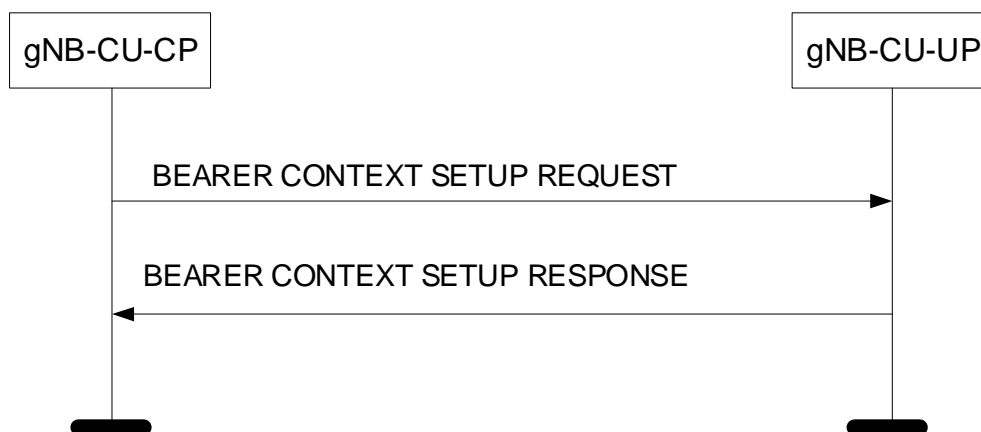 gNB-CU-CP
gNB-CU-UP
BEARER CONTEXT SETUP REQUEST
BEARER CONTEXT SETUP RESPONSE